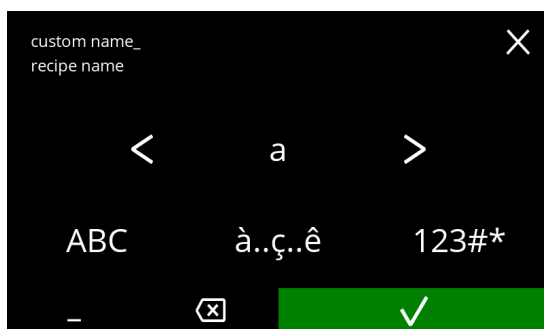 custom name_
recipe name
< a >
ABC à..ç..ê 123#*
_